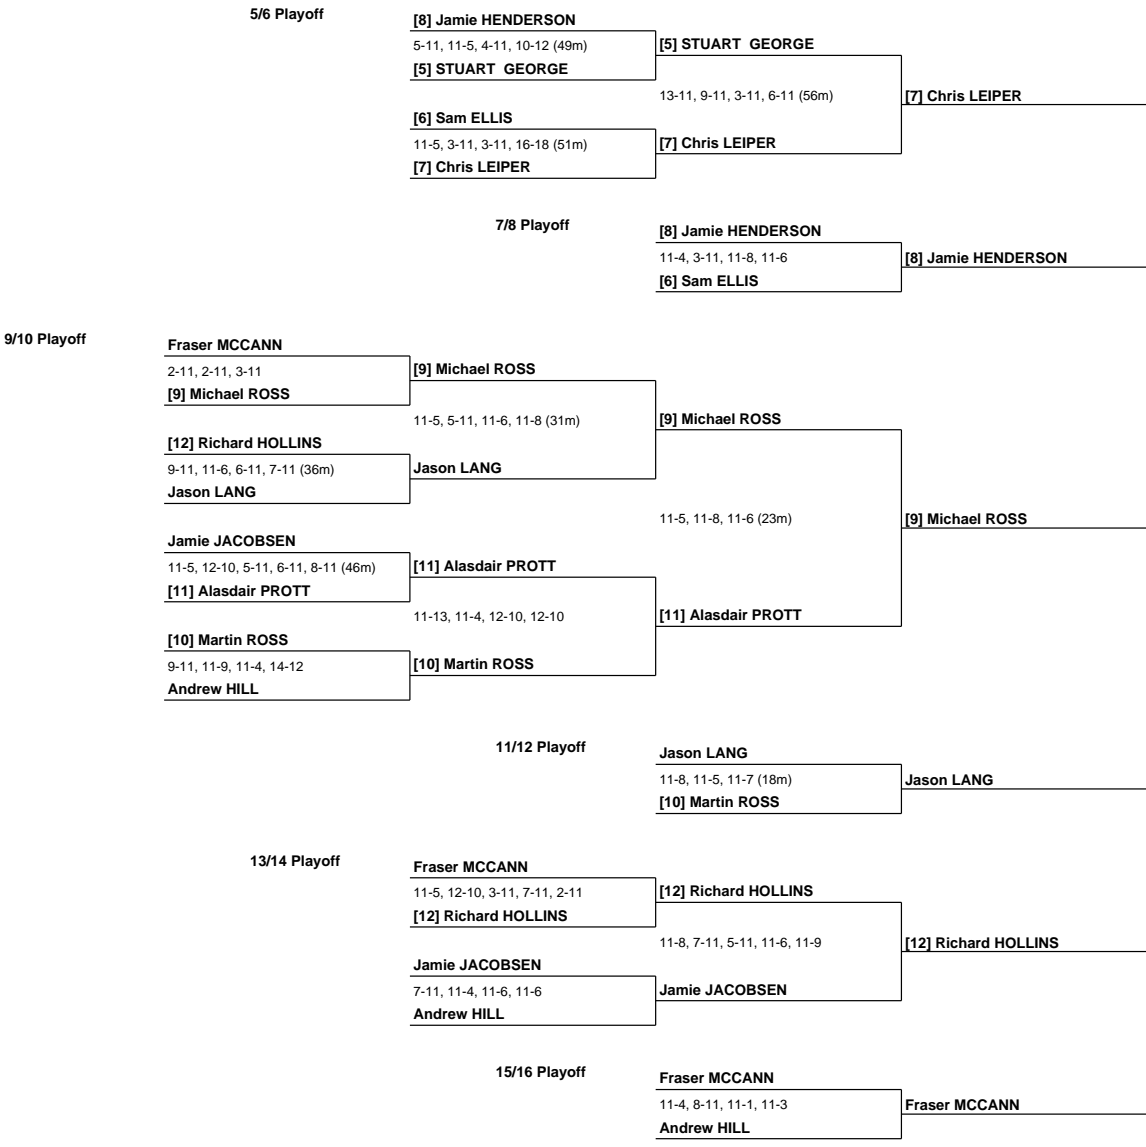 5/6 Playoff
[8] Jamie HENDERSON
5-11, 11-5, 4-11, 10-12 (49m)
[5] STUART  GEORGE
[5] STUART  GEORGE
13-11, 9-11, 3-11, 6-11 (56m)
[7] Chris LEIPER
[6] Sam ELLIS
11-5, 3-11, 3-11, 16-18 (51m)
[7] Chris LEIPER
[7] Chris LEIPER
7/8 Playoff
[8] Jamie HENDERSON
11-4, 3-11, 11-8, 11-6
[8] Jamie HENDERSON
[6] Sam ELLIS
9/10 Playoff
Fraser MCCANN
2-11, 2-11, 3-11
[9] Michael ROSS
[9] Michael ROSS
11-5, 5-11, 11-6, 11-8 (31m)
[9] Michael ROSS
[12] Richard HOLLINS
9-11, 11-6, 6-11, 7-11 (36m)
Jason LANG
Jason LANG
11-5, 11-8, 11-6 (23m)
[9] Michael ROSS
Jamie JACOBSEN
11-5, 12-10, 5-11, 6-11, 8-11 (46m)
[11] Alasdair PROTT
[11] Alasdair PROTT
11-13, 11-4, 12-10, 12-10
[11] Alasdair PROTT
[10] Martin ROSS
9-11, 11-9, 11-4, 14-12
[10] Martin ROSS
Andrew HILL
11/12 Playoff
Jason LANG
11-8, 11-5, 11-7 (18m)
Jason LANG
[10] Martin ROSS
13/14 Playoff
Fraser MCCANN
11-5, 12-10, 3-11, 7-11, 2-11
[12] Richard HOLLINS
[12] Richard HOLLINS
11-8, 7-11, 5-11, 11-6, 11-9
[12] Richard HOLLINS
Jamie JACOBSEN
7-11, 11-4, 11-6, 11-6
Jamie JACOBSEN
Andrew HILL
15/16 Playoff
Fraser MCCANN
11-4, 8-11, 11-1, 11-3
Fraser MCCANN
Andrew HILL